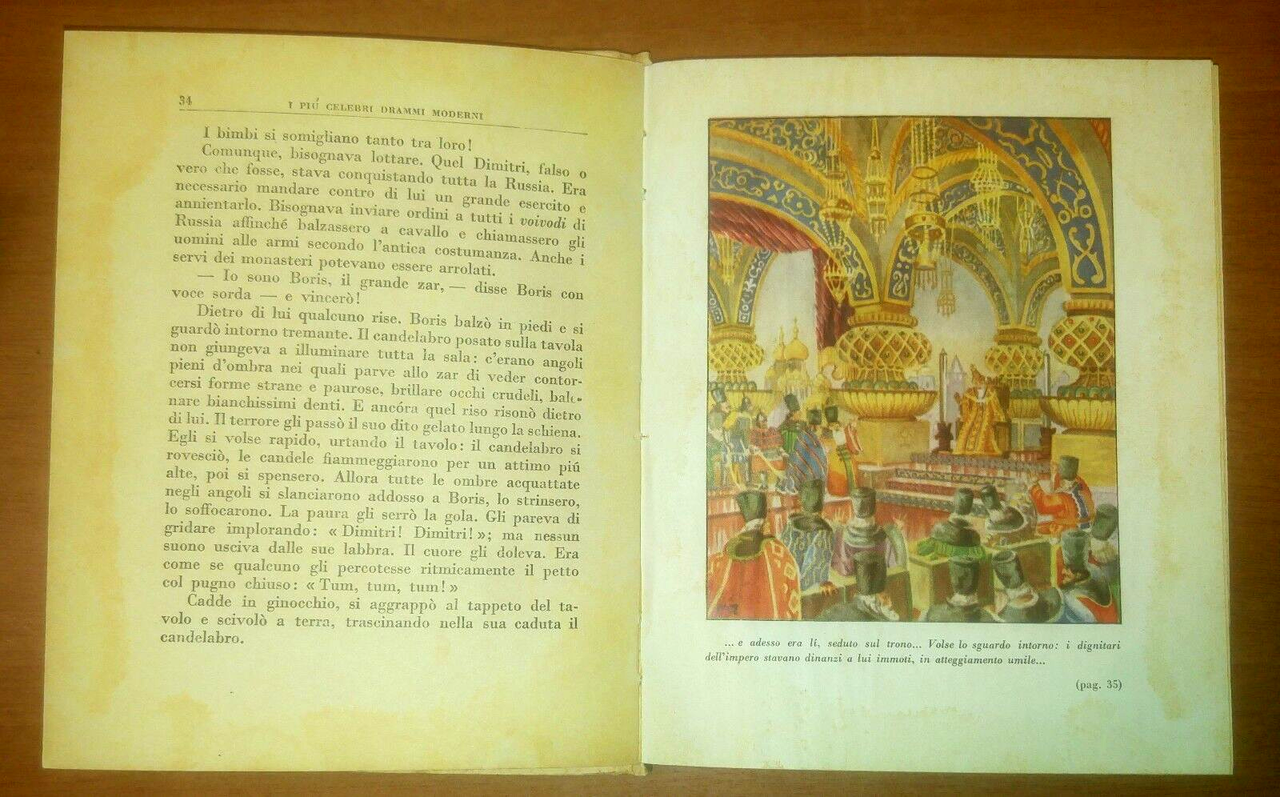 34
I PIÚ CELEBRI DRAMMI MODERNI
I bimbi si somigliano tanto tra loro!
Comunque, bisognava lottare. Quel Dimitri, falso o
vero che fosse, stava conquistando tutta la Russia. Era
necessario mandare contro di lui un grande esercito e
annientarlo. Bisognava inviare ordini a tutti i voivodi di
Russia affinché balzassero a cavallo e chiamassero gli
uomini alle armi secondo l'antica costumanza. Anche i
servi dei monasteri potevano essere arrolati.
— Io sono Boris, il grande zar, — disse Boris con
voce sorda — e vincerò!
Dietro di lui qualcuno rise. Boris balzò in piedi e si
guardò intorno tremante. Il candelabro posato sulla tavola
non giungeva a illuminare tutta la sala: c'erano angoli
pieni d'ombra nei quali parve allo zar di veder contor-
cersi forme strane e paurose, brillare occhi crudeli, bale-
nare bianchissimi denti. E ancóra quel riso risonò dietro
di lui. Il terrore gli passò il suo dito gelato lungo la schiena.
Egli si volse rapido, urtando il tavolo: il candelabro si
rovesciò, le candele fiammeggiarono per un attimo piú
alte, poi si spensero. Allora tutte le ombre acquattate
negli angoli si slanciarono addosso a Boris, lo strinsero,
lo soffocarono. La paura gli serrò la gola. Gli pareva di
gridare implorando: « Dimitri! Dimitri! »; ma nessun
suono usciva dalle sue labbra. Il cuore gli doleva. Era
come se qualcuno gli percotesse ritmicamente il petto
col pugno chiuso: « Tum, tum, tum! »
Cadde in ginocchio, si aggrappò al tappeto del ta-
volo e scivolò a terra, trascinando nella sua caduta il
candelabro.
... e adesso era lí, seduto sul trono... Volse lo sguardo intorno: i dignitari
dell'impero stavano dinanzi a lui immoti, in atteggiamento umile...
(pag. 35)